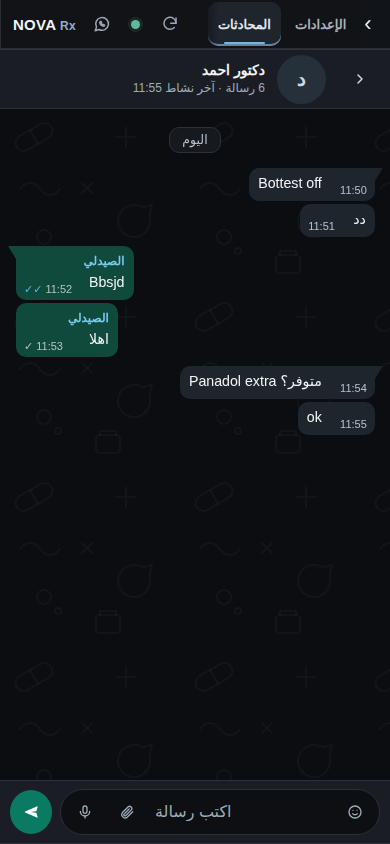 NOVA Rx
المحادثات
الإعدادات
دكتور احمد
6 رسالة · آخر نشاط 11:55
د
اليوم
Bottest off
11:50
دد
11:51
الصيدلي
Bbsjd
11:52 ✓✓
الصيدلي
اهلا
11:53 ✓
Panadol extra متوفر؟
11:54
ok
11:55
اكتب رسالة